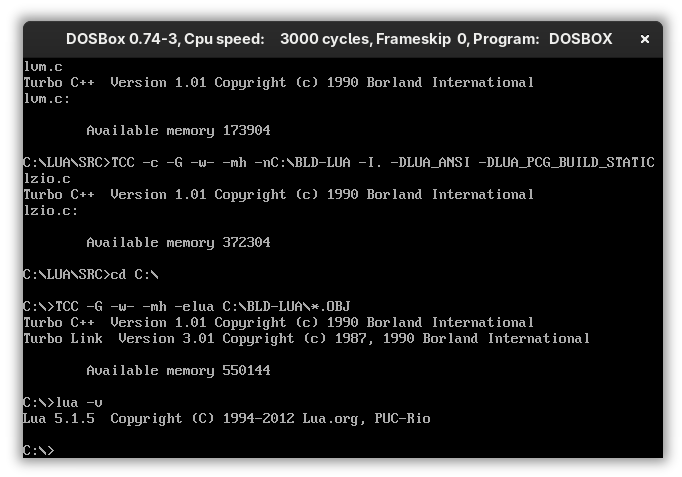 DOSBox 0.74-3, Cpu speed:    3000 cycles, Frameskip  0, Program:   DOSBOX
lvm.c
Turbo C++  Version 1.01 Copyright (c) 1990 Borland International
lvm.c:
        Available memory 173904
C:\LUA\SRC>TCC -c -G -w- -mh -nC:\BLD-LUA -I. -DLUA_ANSI -DLUA_PCG_BUILD_STATIC
lzio.c
Turbo C++  Version 1.01 Copyright (c) 1990 Borland International
lzio.c:
        Available memory 372304
C:\LUA\SRC>cd C:\
C:\>TCC -G -w- -mh -elua C:\BLD-LUA\*.OBJ
Turbo C++  Version 1.01 Copyright (c) 1990 Borland International
Turbo Link  Version 3.01 Copyright (c) 1987, 1990 Borland International
        Available memory 550144
C:\>lua -v
Lua 5.1.5  Copyright (C) 1994-2012 Lua.org, PUC-Rio
C:\>